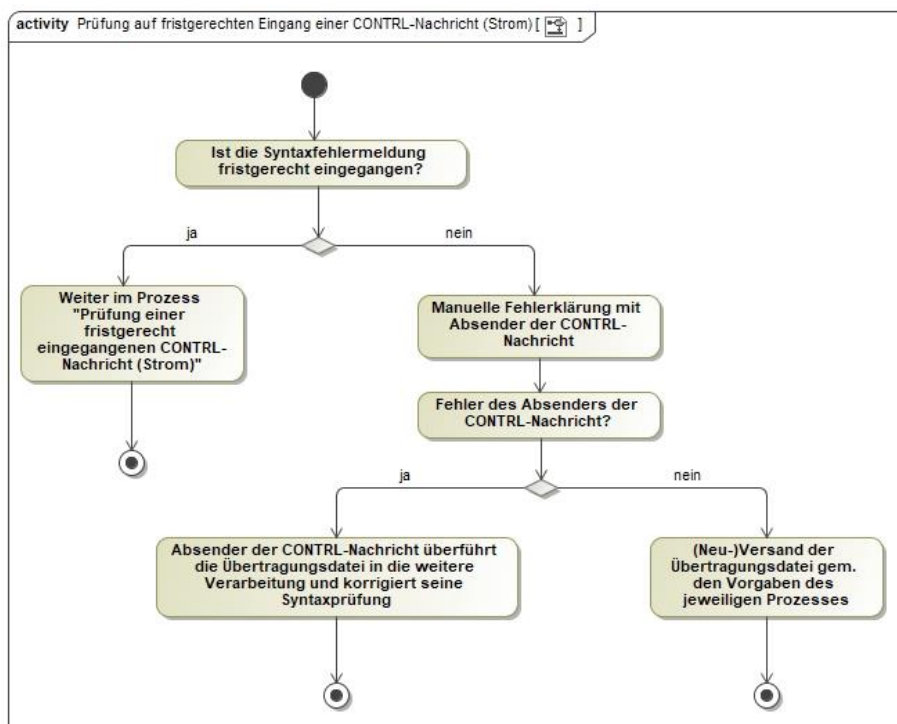 activity Prüfung auf fristgerechten Eingang einer CONTRL-Nachricht (Strom) [ ]
Ist die Syntaxfehlermeldung
fristgerecht eingegangen?
ja
nein
Weiter im Prozess
"Prüfung einer
fristgerecht
eingegangenen CONTRL-
Nachricht (Strom)"
Manuelle Fehlerklärung mit
Absender der CONTRL-
Nachricht
Fehler des Absenders der
CONTRL-Nachricht?
ja
nein
Absender der CONTRL-Nachricht überführt
die Übertragungsdatei in die weitere
Verarbeitung und korrigiert seine
Syntaxprüfung
(Neu-)Versand der
Übertragungsdatei gem.
den Vorgaben des
jeweiligen Prozesses